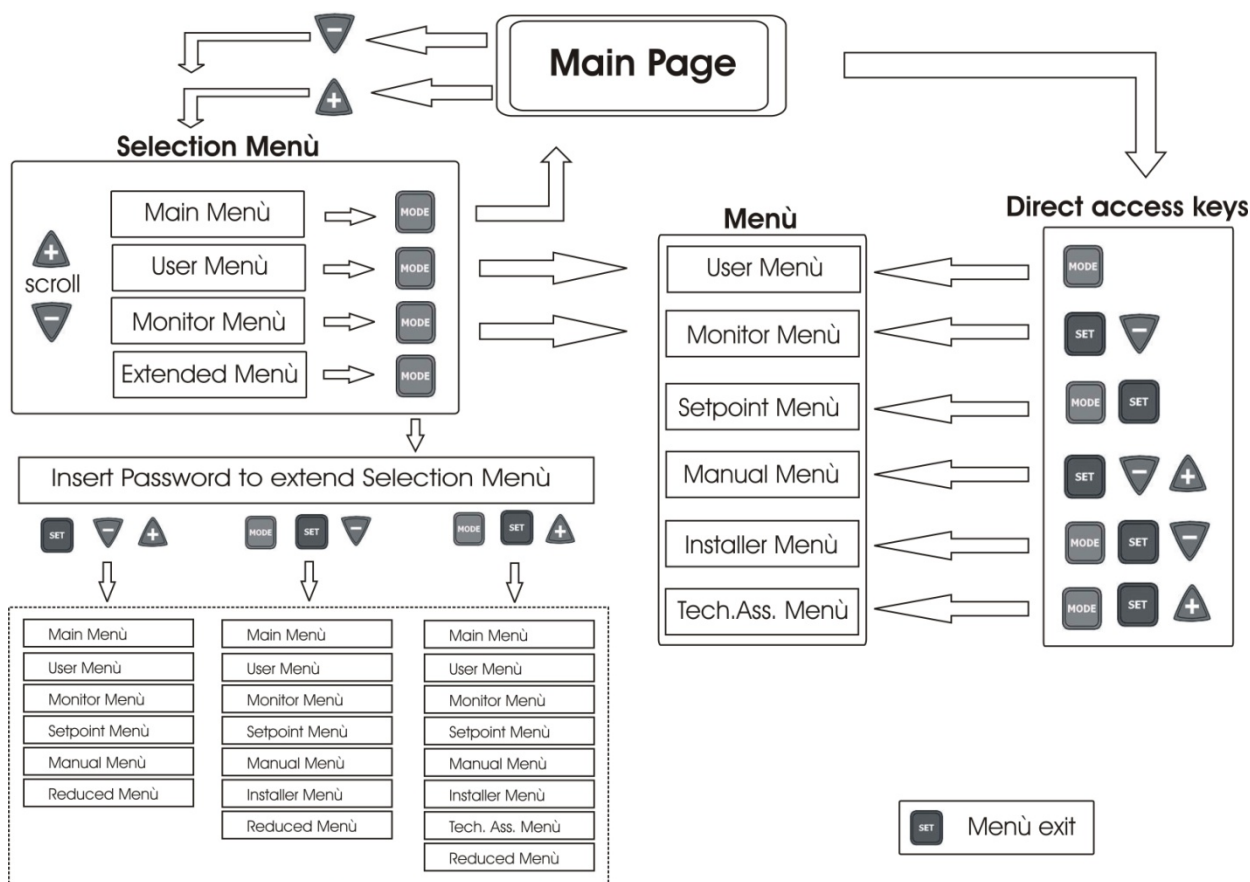 Main Page
−
+
Selection Menù
+
scroll
−
Main Menù MODE
User Menù MODE
Monitor Menù MODE
Extended Menù MODE
Insert Password to extend Selection Menù
SET − +
MODE SET −
MODE SET +
Main Menù
User Menù
Monitor Menù
Setpoint Menù
Manual Menù
Reduced Menù
Main Menù
User Menù
Monitor Menù
Setpoint Menù
Manual Menù
Installer Menù
Reduced Menù
Main Menù
User Menù
Monitor Menù
Setpoint Menù
Manual Menù
Installer Menù
Tech. Ass. Menù
Reduced Menù
Menù
User Menù
Monitor Menù
Setpoint Menù
Manual Menù
Installer Menù
Tech.Ass. Menù
Direct access keys
MODE
SET −
MODE SET
SET − +
MODE SET −
MODE SET +
SET Menù exit